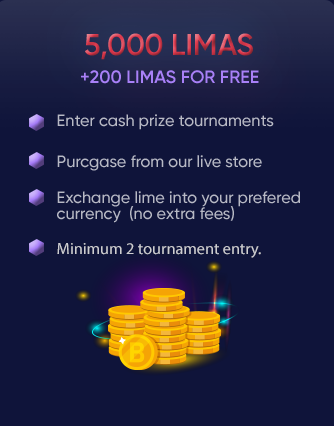 5,000 LIMAS
+200 LIMAS FOR FREE
Enter cash prize tournaments
Purcgase from our live store
Exchange lime into your prefered
currency (no extra fees)
Minimum 2 tournament entry.